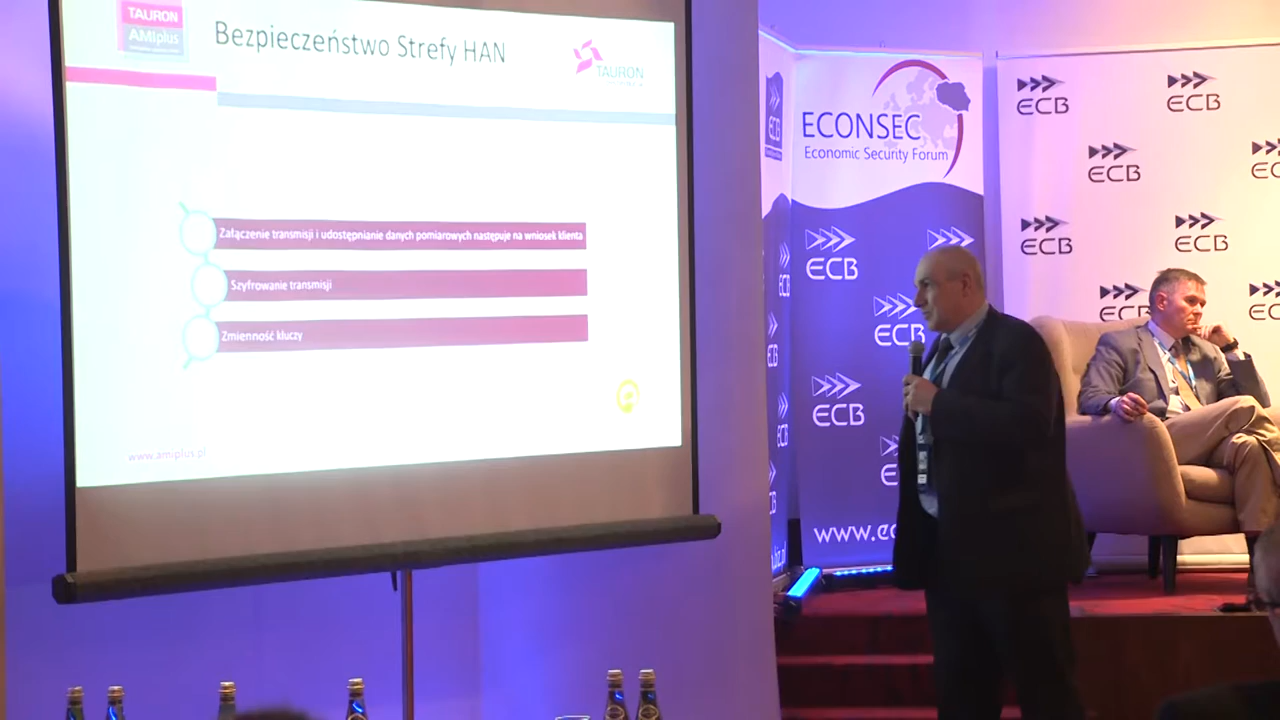 TAURON
AMIplus
Bezpieczeństwo Strefy HAN
TAURON
Załączenie transmisji i udostępnianie danych pomiarowych następuje na wniosek klienta
Szyfrowanie transmisji
Zmienność kluczy
www.amiplus.pl
ECONSEC
Economic Security Forum
ECB
ECB
ECB
ECB
ECB
www.
ECB
ECB
ECB
ECB
ECB
ECB
ECB
ECB